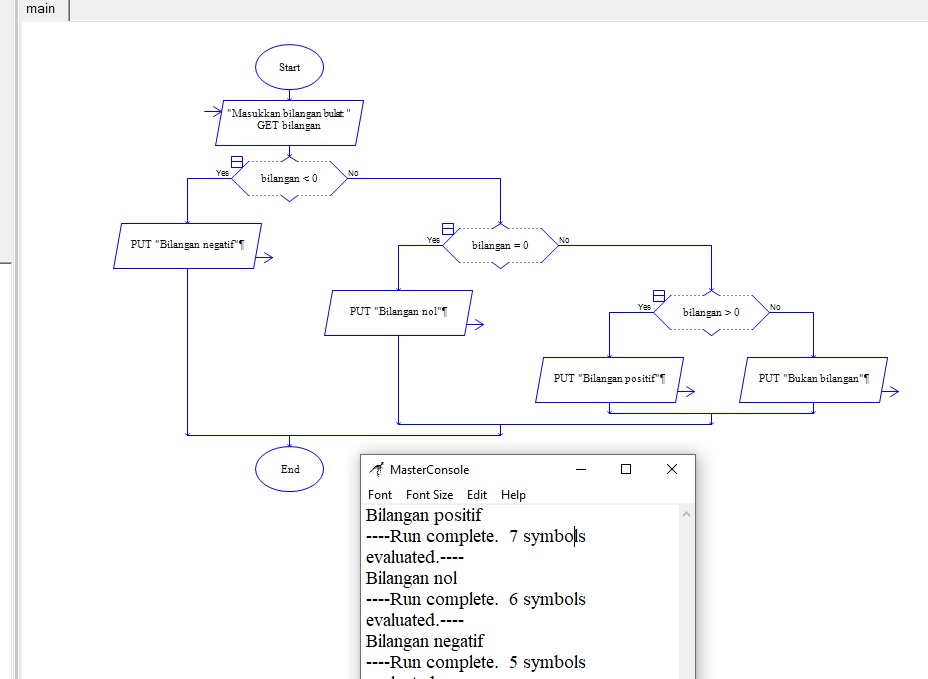 main
Start
"Masukkan bilangan bulat: "
GET bilangan
Yes
bilangan < 0
No
PUT "Bilangan negatif"¶
Yes
bilangan = 0
No
PUT "Bilangan nol"¶
Yes
bilangan > 0
No
PUT "Bilangan positif"¶
PUT "Bukan bilangan"¶
End
MasterConsole
Font Font Size Edit Help
Bilangan positif
----Run complete. 7 symbols
evaluated.----
Bilangan nol
----Run complete. 6 symbols
evaluated.----
Bilangan negatif
----Run complete. 5 symbols